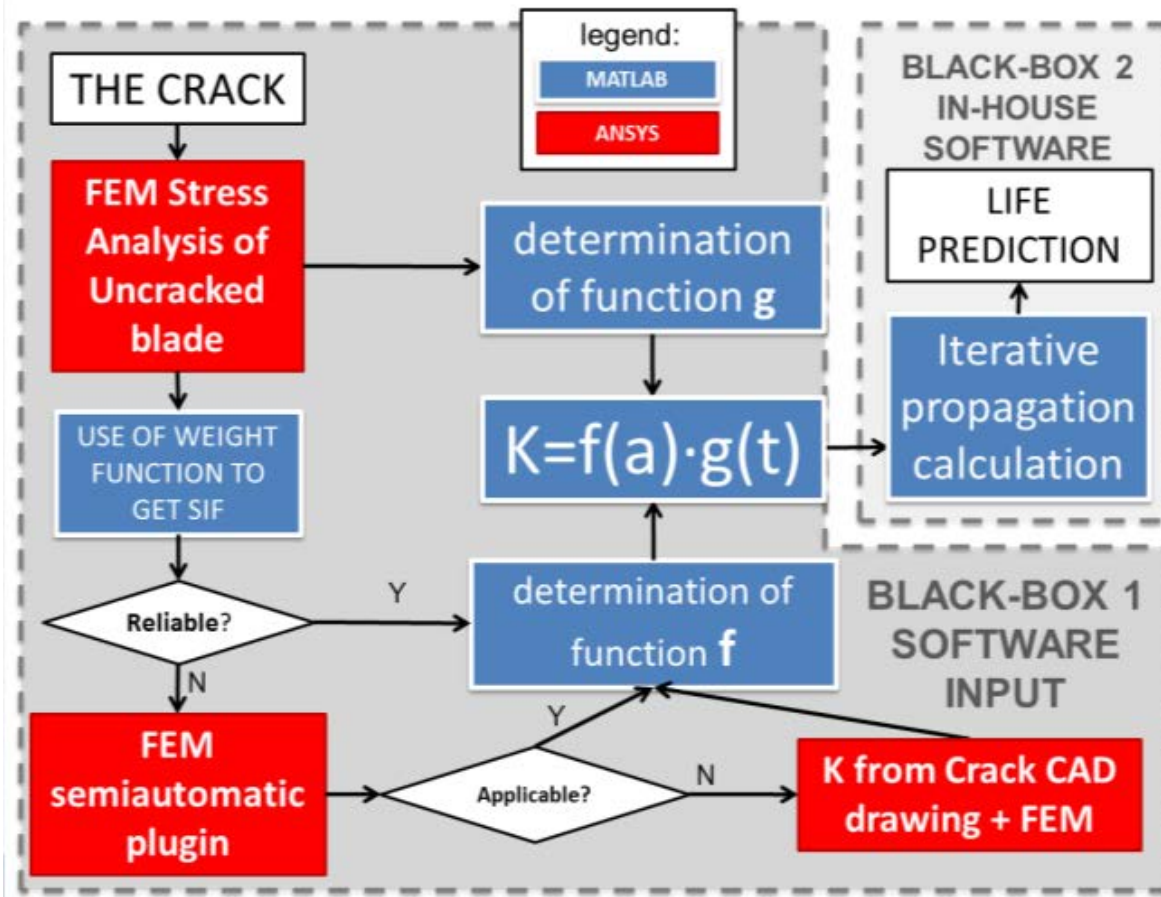 legend:
MATLAB
ANSYS
THE CRACK
FEM Stress
Analysis of
Uncracked
blade
determination
of function g
USE OF WEIGHT
FUNCTION TO
GET SIF
K=f(a)·g(t)
Reliable?
Y
N
determination of
function f
FEM
semiautomatic
plugin
Applicable?
Y
N
K from Crack CAD
drawing + FEM
BLACK-BOX 1
SOFTWARE
INPUT
BLACK-BOX 2
IN-HOUSE
SOFTWARE
LIFE
PREDICTION
Iterative
propagation
calculation